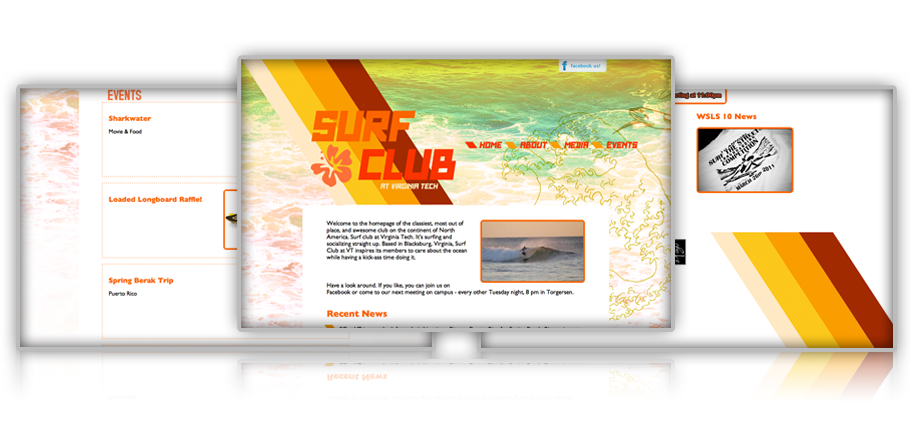 EVENTS
Sharkwater
Movie & Food
Loaded Longboard Raffle!
Spring Berak Trip
Puerto Rico
facebook us!
SURF
CLUB
AT VIRGINIA TECH
HOME ABOUT MEDIA EVENTS
Welcome to the homepage of the classiest, most out of
place, and awesome club on the continent of North
America. Surf club at Virginia Tech. It's surfing and
socializing straight up. Based in Blacksburg, Virginia, Surf
Club at VT inspires its members to care about the ocean
while having a kick-ass time doing it.
Have a look around. If you like, you can join us on
Facebook or come to our next meeting on campus - every other Tuesday night, 8 pm in Torgersen.
Recent News
at 11:00pm
WSLS 10 News
SURF THE STREET
COMPETITION
MARCH 2011